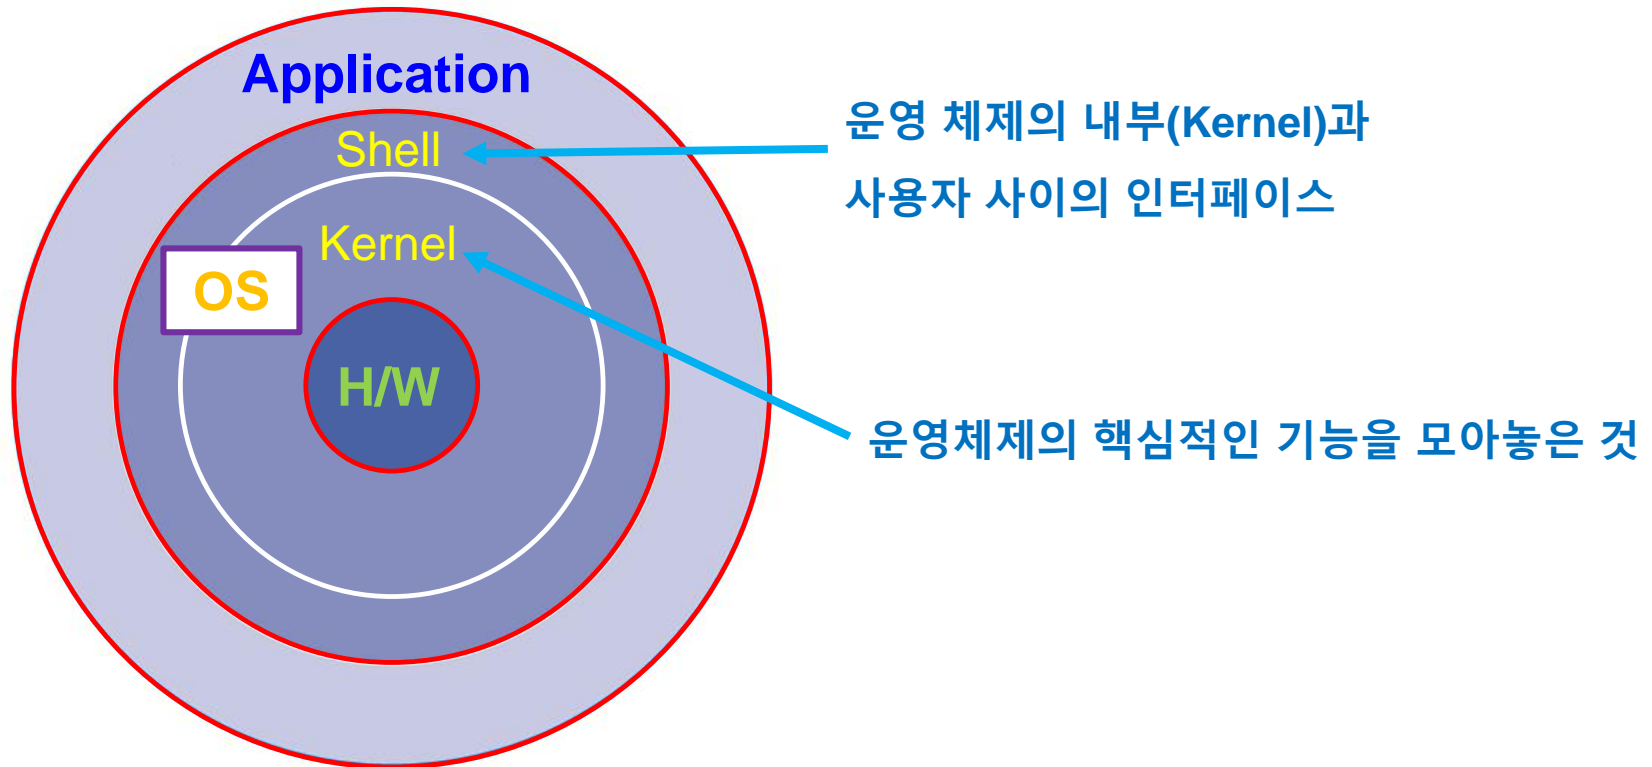 Application
Shell
Kernel
OS
H/W
운영 체제의 내부(Kernel)과
사용자 사이의 인터페이스
운영체제의 핵심적인 기능을 모아놓은 것